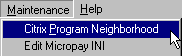 Maintenance Help
Citrix Program Neighborhood
Edit Micropay INI